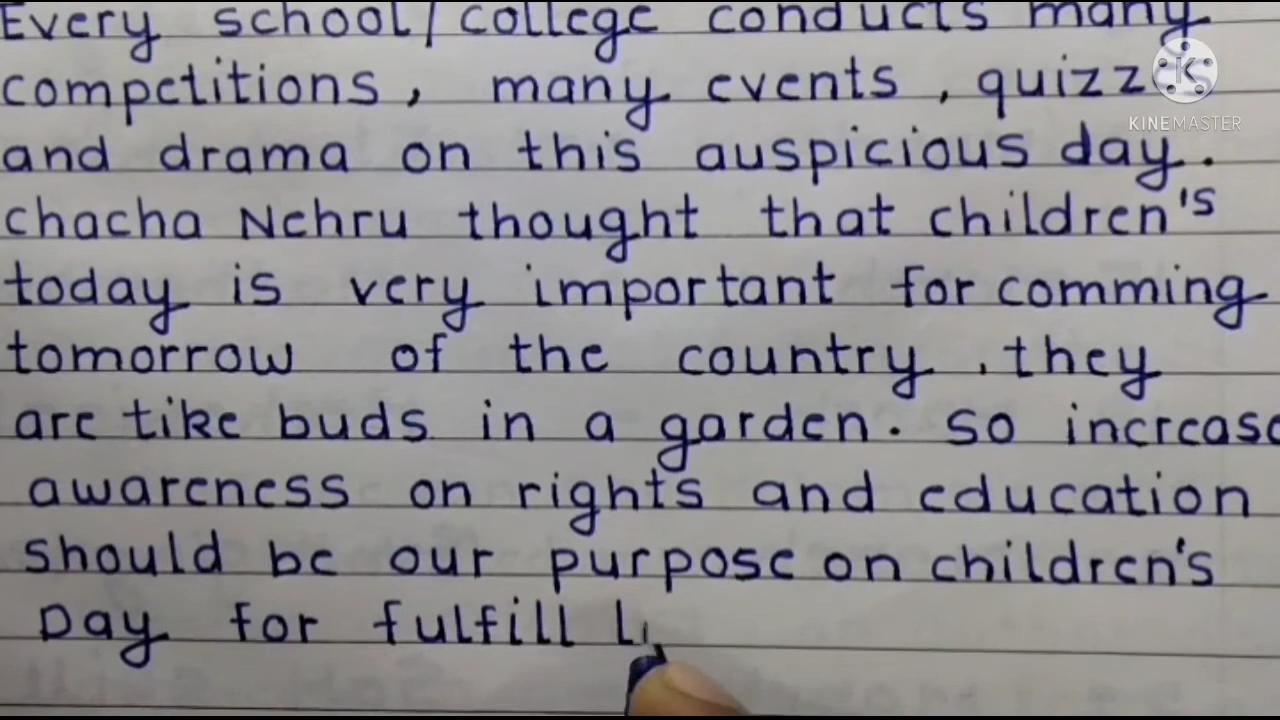 Every school/college conducts many
competitions, many events, quizz
and drama on this auspicious day.
chacha Nehru thought that children's
today is very important for comming
tomorrow of the country. they
are tike buds in a garden. so increase
awareness on rights and education
should be our purpose on children's
Day for fulfill
KINEMASTER